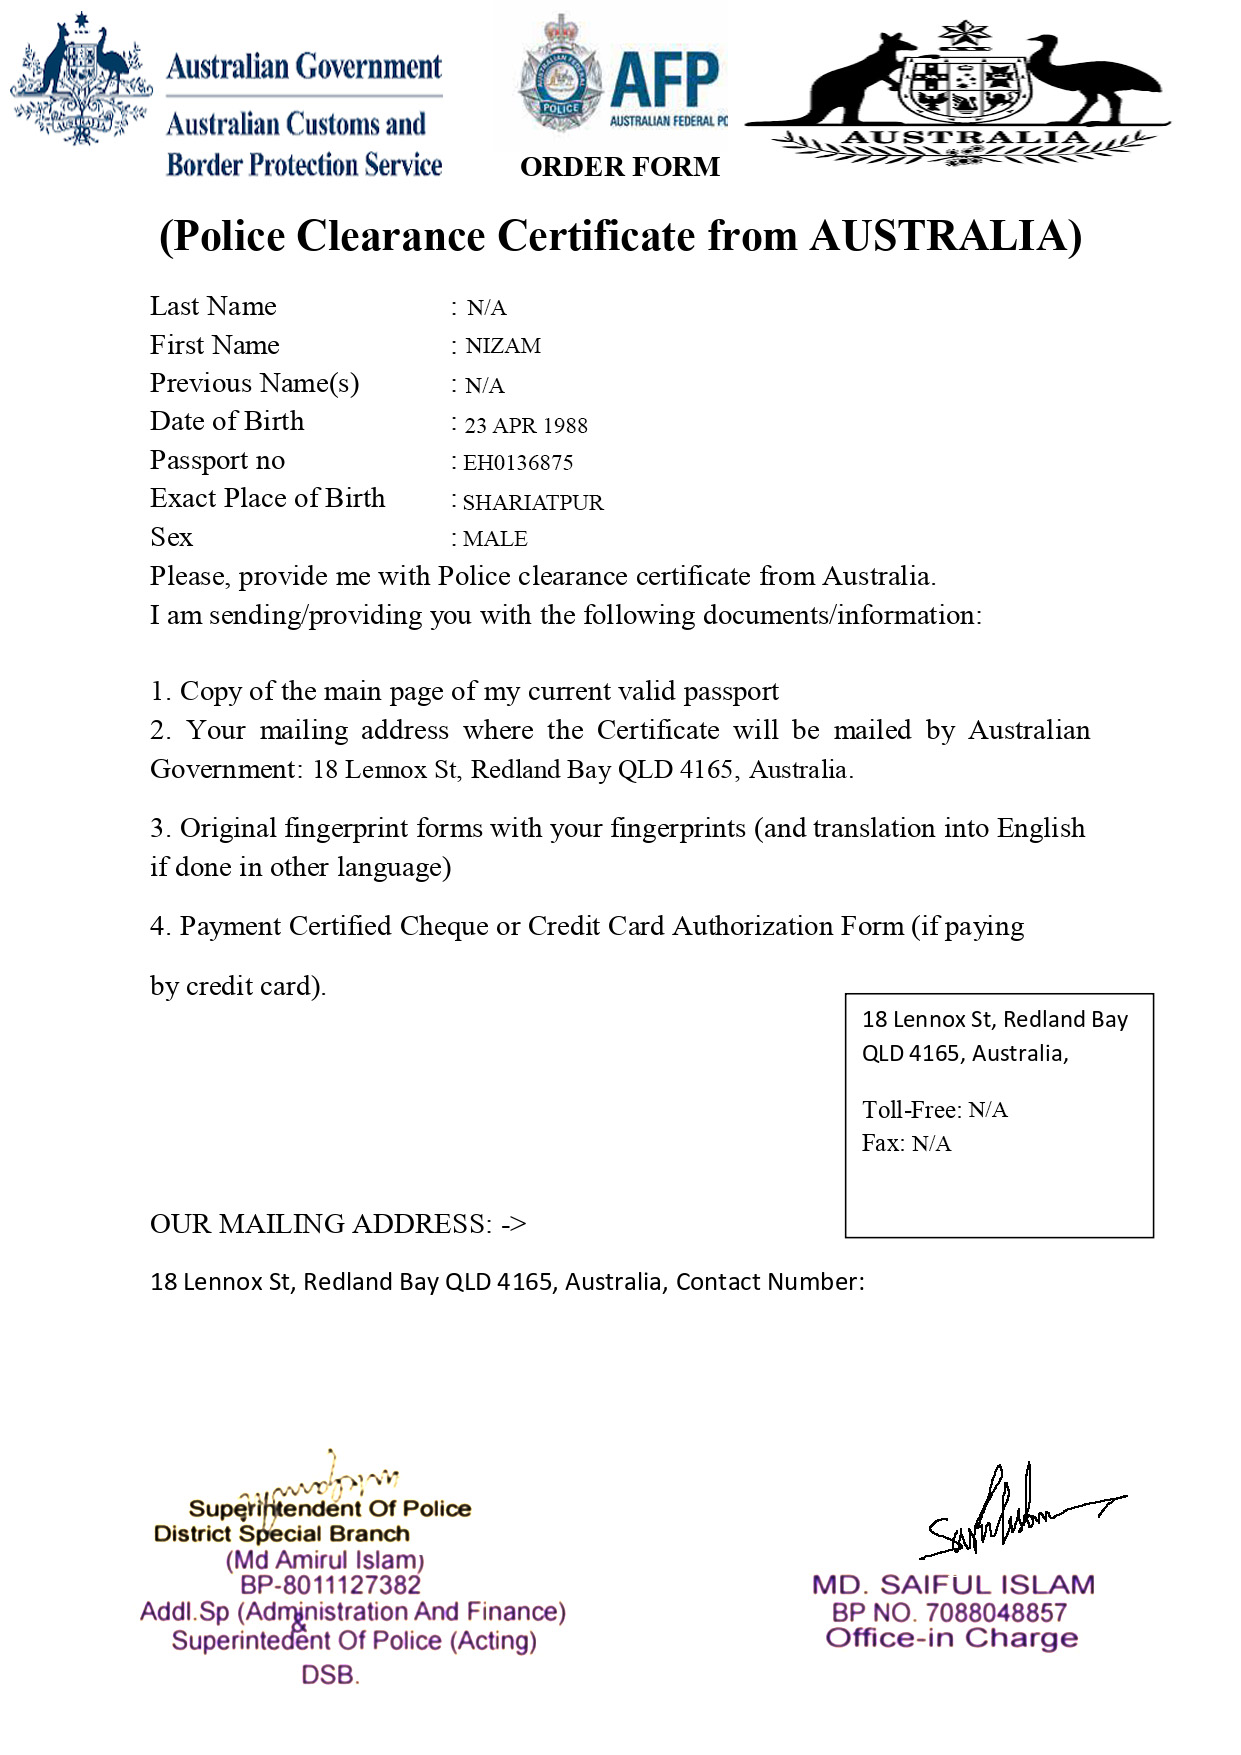 Australian Government
Australian Customs and
Border Protection Service
AUSTRALIAN FEDERAL POLICE
AFP
AUSTRALIAN FEDERAL PO
AUSTRALIA
ORDER FORM
(Police Clearance Certificate from AUSTRALIA)
Last Name : N/A
First Name : NIZAM
Previous Name(s) : N/A
Date of Birth : 23 APR 1988
Passport no : EH0136875
Exact Place of Birth : SHARIATPUR
Sex : MALE
Please, provide me with Police clearance certificate from Australia.
I am sending/providing you with the following documents/information:
1. Copy of the main page of my current valid passport
2. Your mailing address where the Certificate will be mailed by Australian
Government: 18 Lennox St, Redland Bay QLD 4165, Australia.
3. Original fingerprint forms with your fingerprints (and translation into English
if done in other language)
4. Payment Certified Cheque or Credit Card Authorization Form (if paying
by credit card).
18 Lennox St, Redland Bay
QLD 4165, Australia,
Toll-Free: N/A
Fax: N/A
OUR MAILING ADDRESS: ->
18 Lennox St, Redland Bay QLD 4165, Australia, Contact Number:
Superintendent Of Police
District Special Branch
(Md Amirul Islam)
BP-8011127382
Addl.Sp (Administration And Finance)
&
Superintedent Of Police (Acting)
DSB.
MD. SAIFUL ISLAM
BP NO. 7088048857
Office-in Charge